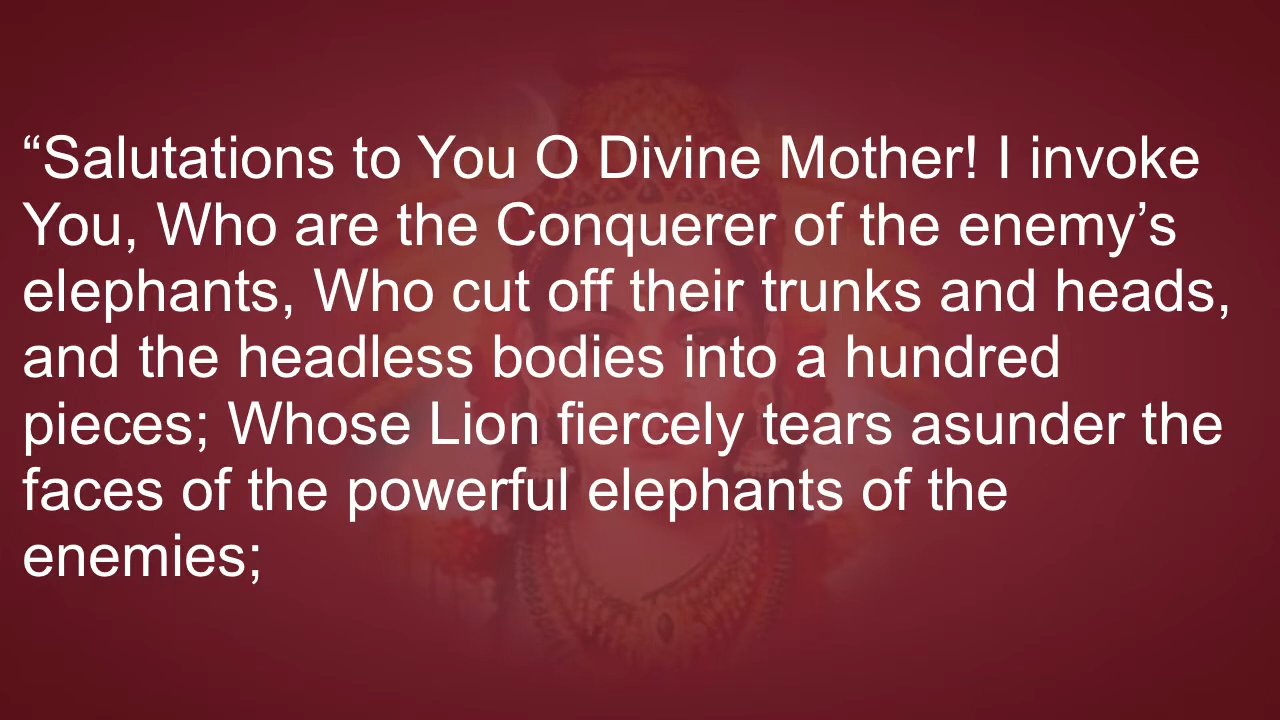 “Salutations to You O Divine Mother! I invoke
You, Who are the Conquerer of the enemy’s
elephants, Who cut off their trunks and heads,
and the headless bodies into a hundred
pieces; Whose Lion fiercely tears asunder the
faces of the powerful elephants of the
enemies;